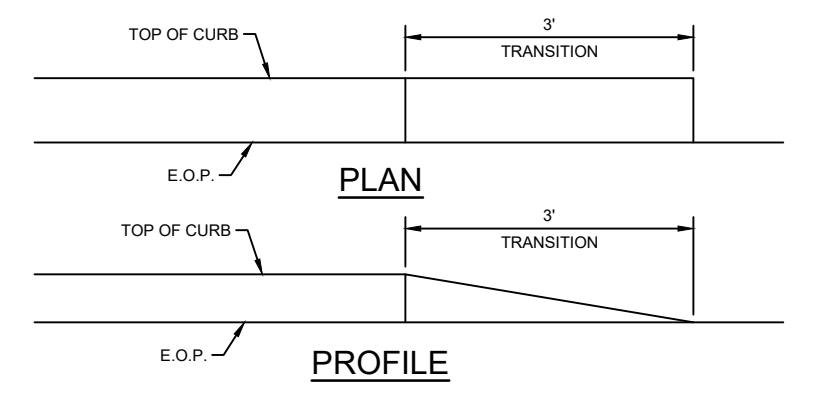 TOP OF CURB
3'
TRANSITION
E.O.P.
PLAN
TOP OF CURB
3'
TRANSITION
E.O.P.
PROFILE